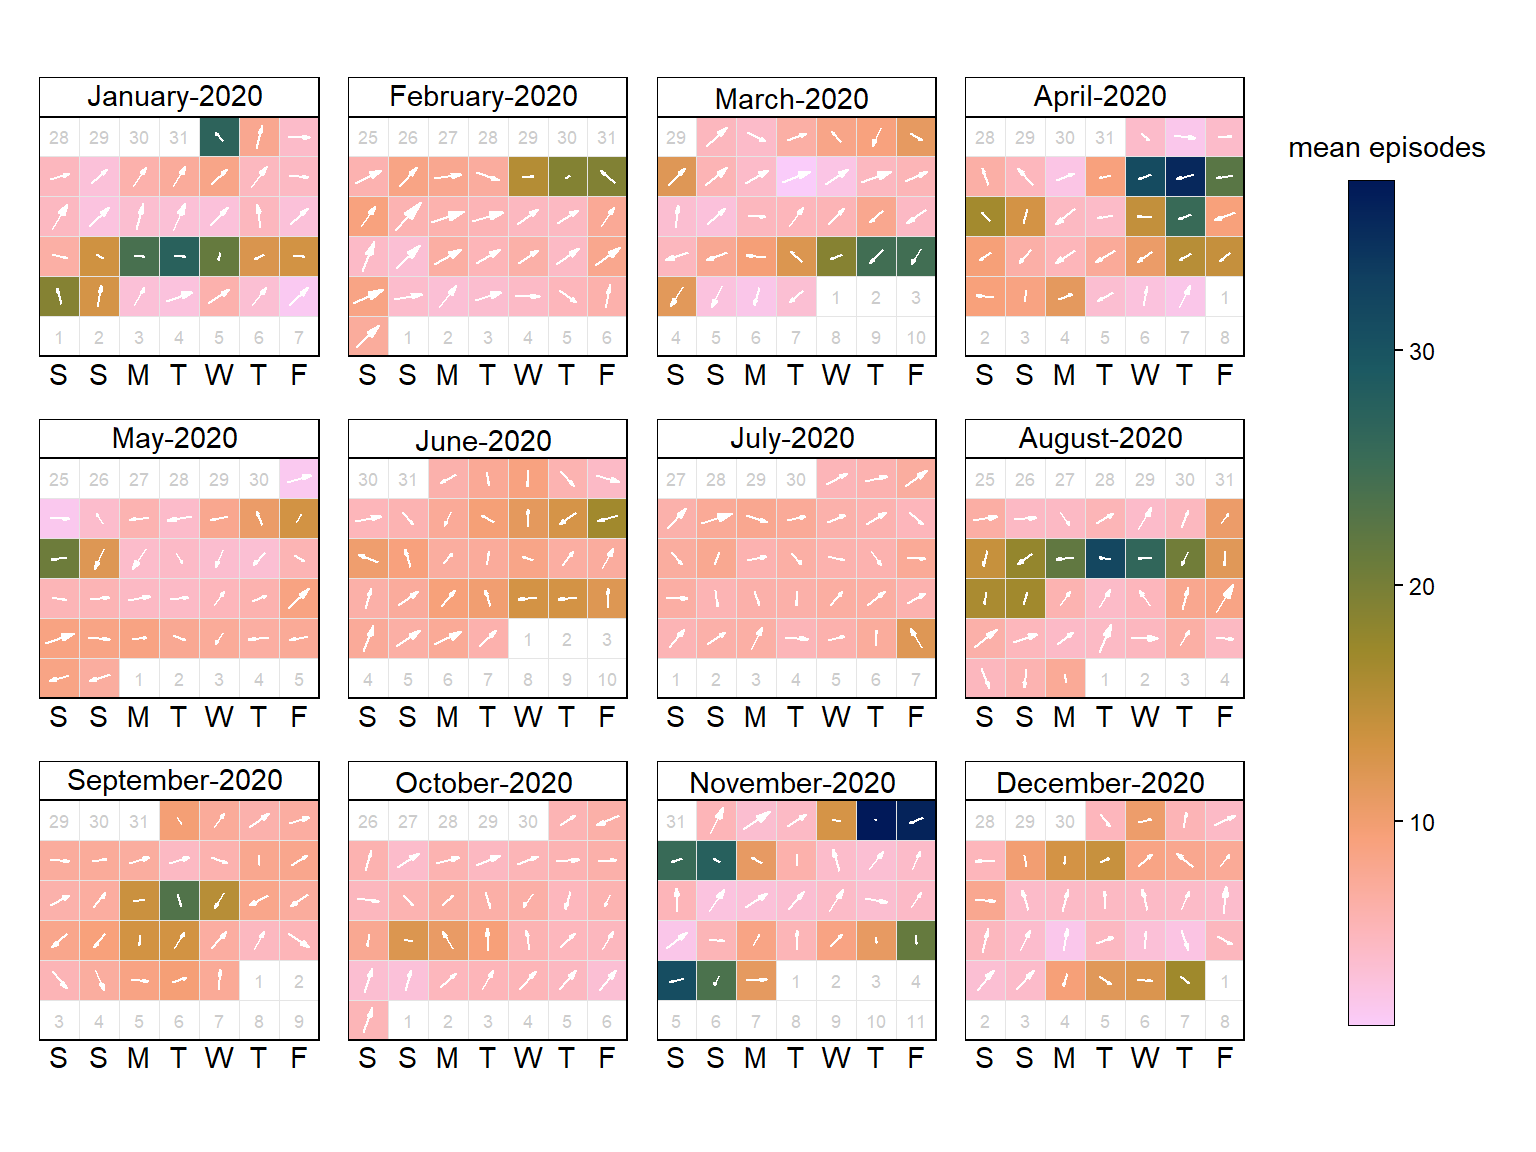 January-2020 February-2020 March-2020 April-2020
mean episodes
28 29 30 31 25 26 27 28 29 30 31 29 28 29 30 31
1 2 3
1
1 2 3 4 5 6 7 1 2 3 4 5 6 4 5 6 7 8 9 10 2 3 4 5 6 7 8
S S M T W T F S S M T W T F S S M T W T F S S M T W T F
30
May-2020 June-2020 July-2020 August-2020
25 26 27 28 29 30 30 31 27 28 29 30 25 26 27 28 29 30 31
20
1 2 3
1 2 3 4 5 4 5 6 7 8 9 10 1 2 3 4 5 6 7 1 2 3 4
S S M T W T F S S M T W T F S S M T W T F S S M T W T F
September-2020 October-2020 November-2020 December-2020
29 30 31 26 27 28 29 30 31 28 29 30
10
1 2 1 2 3 4 1
3 4 5 6 7 8 9 1 2 3 4 5 6 5 6 7 8 9 10 11 2 3 4 5 6 7 8
S S M T W T F S S M T W T F S S M T W T F S S M T W T F